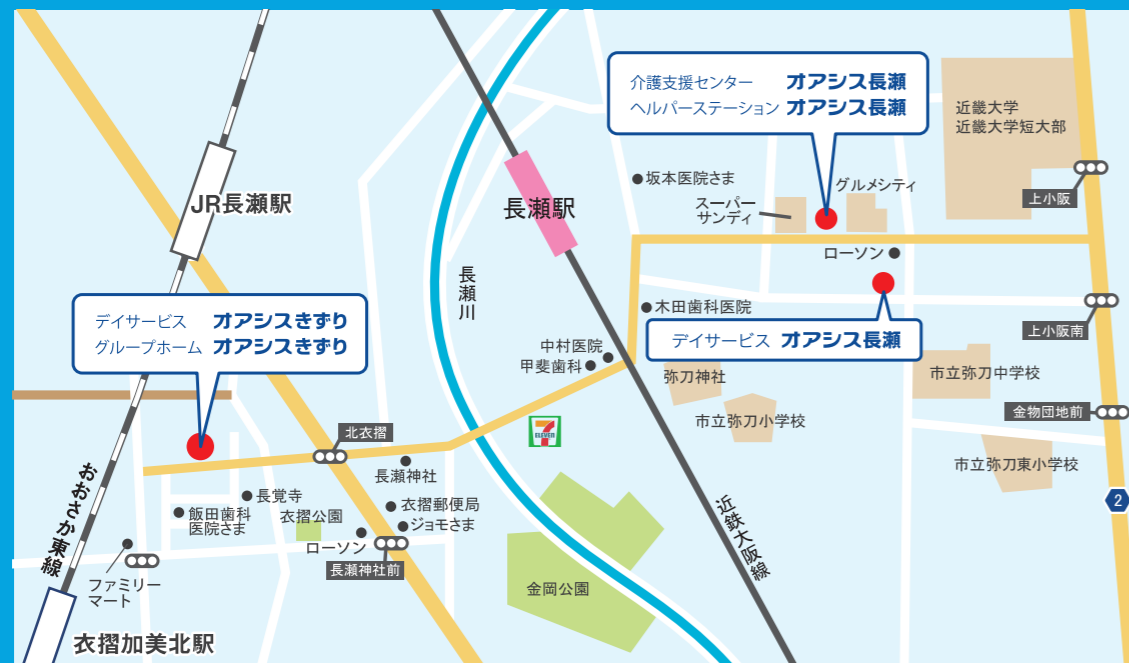 介護支援センター オアシス長瀬
ヘルパーステーション オアシス長瀬
近畿大学
近畿大学短大部
上小阪
坂本医院さま
グルメシティ
スーパー
サンディ
JR長瀬駅
長瀬駅
ローソン
長瀬川
木田歯科医院
上小阪南
デイサービス オアシスきずり
グループホーム オアシスきずり
デイサービス オアシス長瀬
中村医院
甲斐歯科
弥刀神社
市立弥刀中学校
市立弥刀小学校
金物団地前
7
ELEVEN
北衣摺
長瀬神社
市立弥刀東小学校
おおさか東線
長覚寺
飯田歯科
医院さま
衣摺公園
衣摺郵便局
ジョモさま
ローソン
長瀬神社前
近鉄大阪線
2
ファミリー
マート
金岡公園
衣摺加美北駅